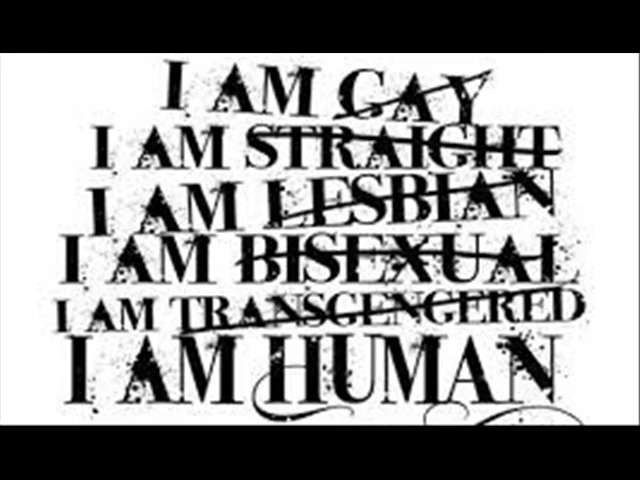 I AM GAY
I AM STRAIGHT
I AM LESBIAN
I AM BISEXUAL
I AM TRANSGENGERED
I AM HUMAN